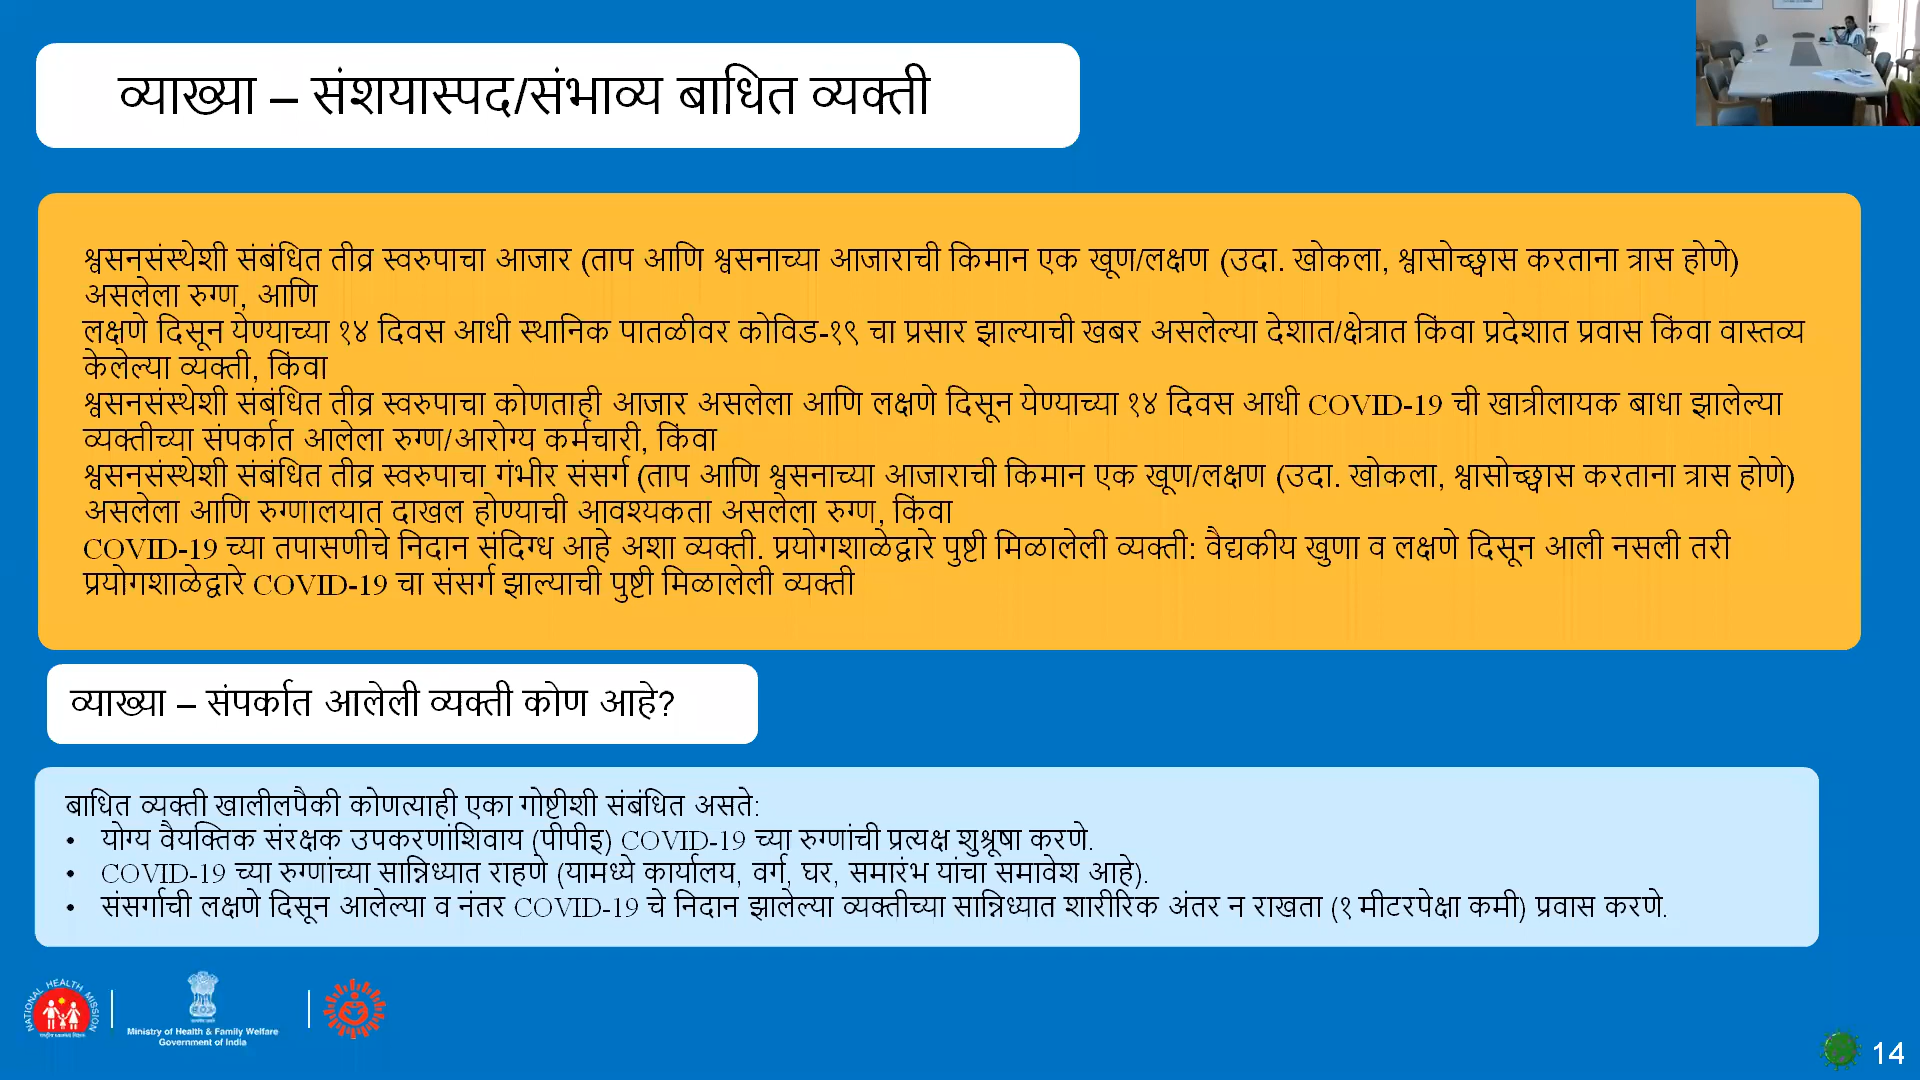 व्याख्या – संशयास्पद/संभाव्य बाधित व्यक्ती
श्वसनसंस्थेशी संबंधित तीव्र स्वरुपाचा आजार (ताप आणि श्वसनाच्या आजाराची किमान एक खूण/लक्षण (उदा. खोकला, श्वासोच्छ्वास करताना त्रास होणे)
असलेला रुग्ण, आणि
लक्षणे दिसून येण्याच्या १४ दिवस आधी स्थानिक पातळीवर कोविड-१९ चा प्रसार झाल्याची खबर असलेल्या देशात/क्षेत्रात किंवा प्रदेशात प्रवास किंवा वास्तव्य
केलेल्या व्यक्ती, किंवा
श्वसनसंस्थेशी संबंधित तीव्र स्वरुपाचा कोणताही आजार असलेला आणि लक्षणे दिसून येण्याच्या १४ दिवस आधी COVID-19 ची खात्रीलायक बाधा झालेल्या
व्यक्तीच्या संपर्कात आलेला रुग्ण/आरोग्य कर्मचारी, किंवा
श्वसनसंस्थेशी संबंधित तीव्र स्वरुपाचा गंभीर संसर्ग (ताप आणि श्वसनाच्या आजाराची किमान एक खूण/लक्षण (उदा. खोकला, श्वासोच्छ्वास करताना त्रास होणे)
असलेला आणि रुग्णालयात दाखल होण्याची आवश्यकता असलेला रुग्ण, किंवा
COVID-19 च्या तपासणीचे निदान संदिग्ध आहे अशा व्यक्ती. प्रयोगशाळेद्वारे पुष्टी मिळालेली व्यक्ती: वैद्यकीय खुणा व लक्षणे दिसून आली नसली तरी
प्रयोगशाळेद्वारे COVID-19 चा संसर्ग झाल्याची पुष्टी मिळालेली व्यक्ती
व्याख्या – संपर्कात आलेली व्यक्ती कोण आहे?
बाधित व्यक्ती खालीलपैकी कोणत्याही एका गोष्टीशी संबंधित असते:
• योग्य वैयक्तिक संरक्षक उपकरणांशिवाय (पीपीइ) COVID-19 च्या रुग्णांची प्रत्यक्ष शुश्रूषा करणे.
• COVID-19 च्या रुग्णांच्या सान्निध्यात राहणे (यामध्ये कार्यालय, वर्ग, घर, समारंभ यांचा समावेश आहे).
• संसर्गाची लक्षणे दिसून आलेल्या व नंतर COVID-19 चे निदान झालेल्या व्यक्तीच्या सान्निध्यात शारीरिक अंतर न राखता (१ मीटरपेक्षा कमी) प्रवास करणे.
NATIONAL HEALTH MISSION
Ministry of Health & Family Welfare
Government of India
14